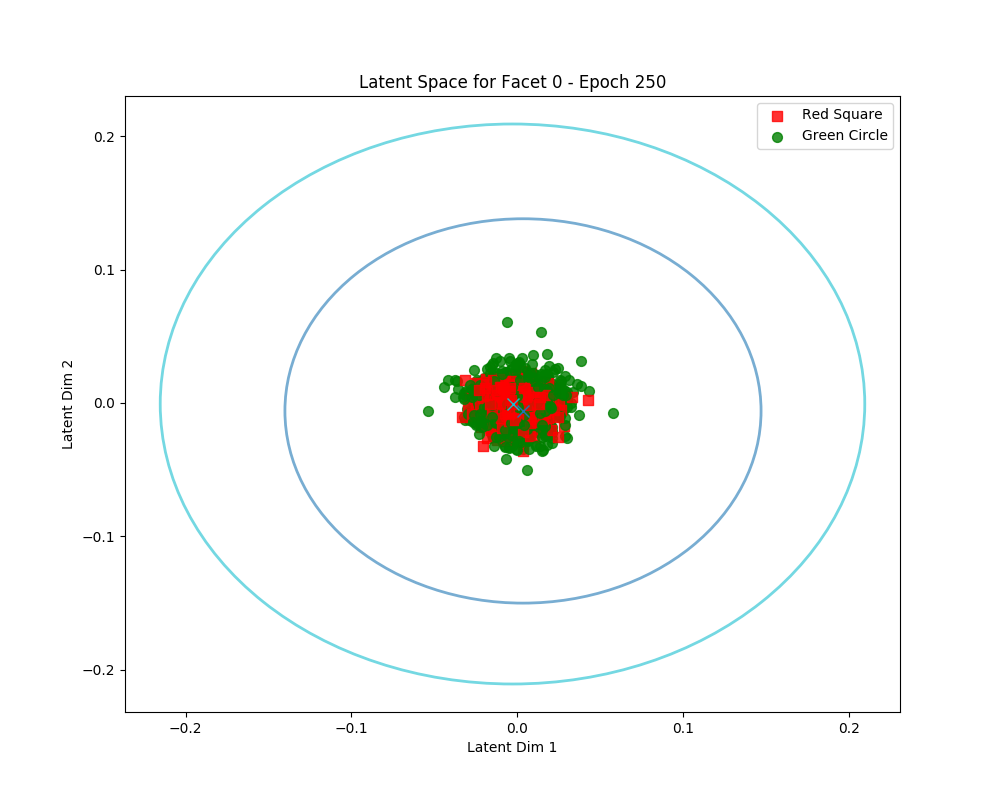 Latent Space for Facet 0 - Epoch 250
Red Square
Green Circle
0.2
0.1
0.0
−0.1
−0.2
Latent Dim 2
−0.2
−0.1
0.0
0.1
0.2
Latent Dim 1